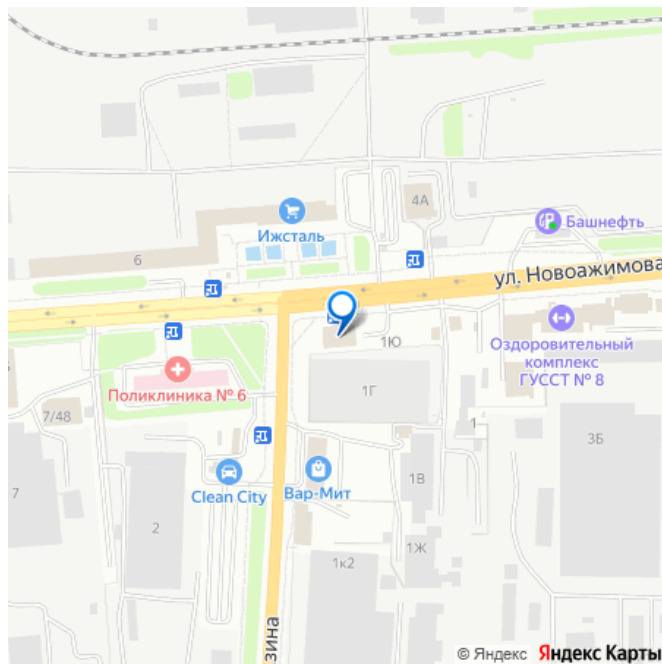 4А
Башнефть
Ижсталь
6
ул. Новоажимова
1Ю
Оздоровительный
комплекс
ГУССТ № 8
Поликлиника № 6
1Г
7/48
1
3Б
7
Clean City
Вар-Мит
1В
2
1Ж
1к2
зина
© Яндекс Яндекс Карты